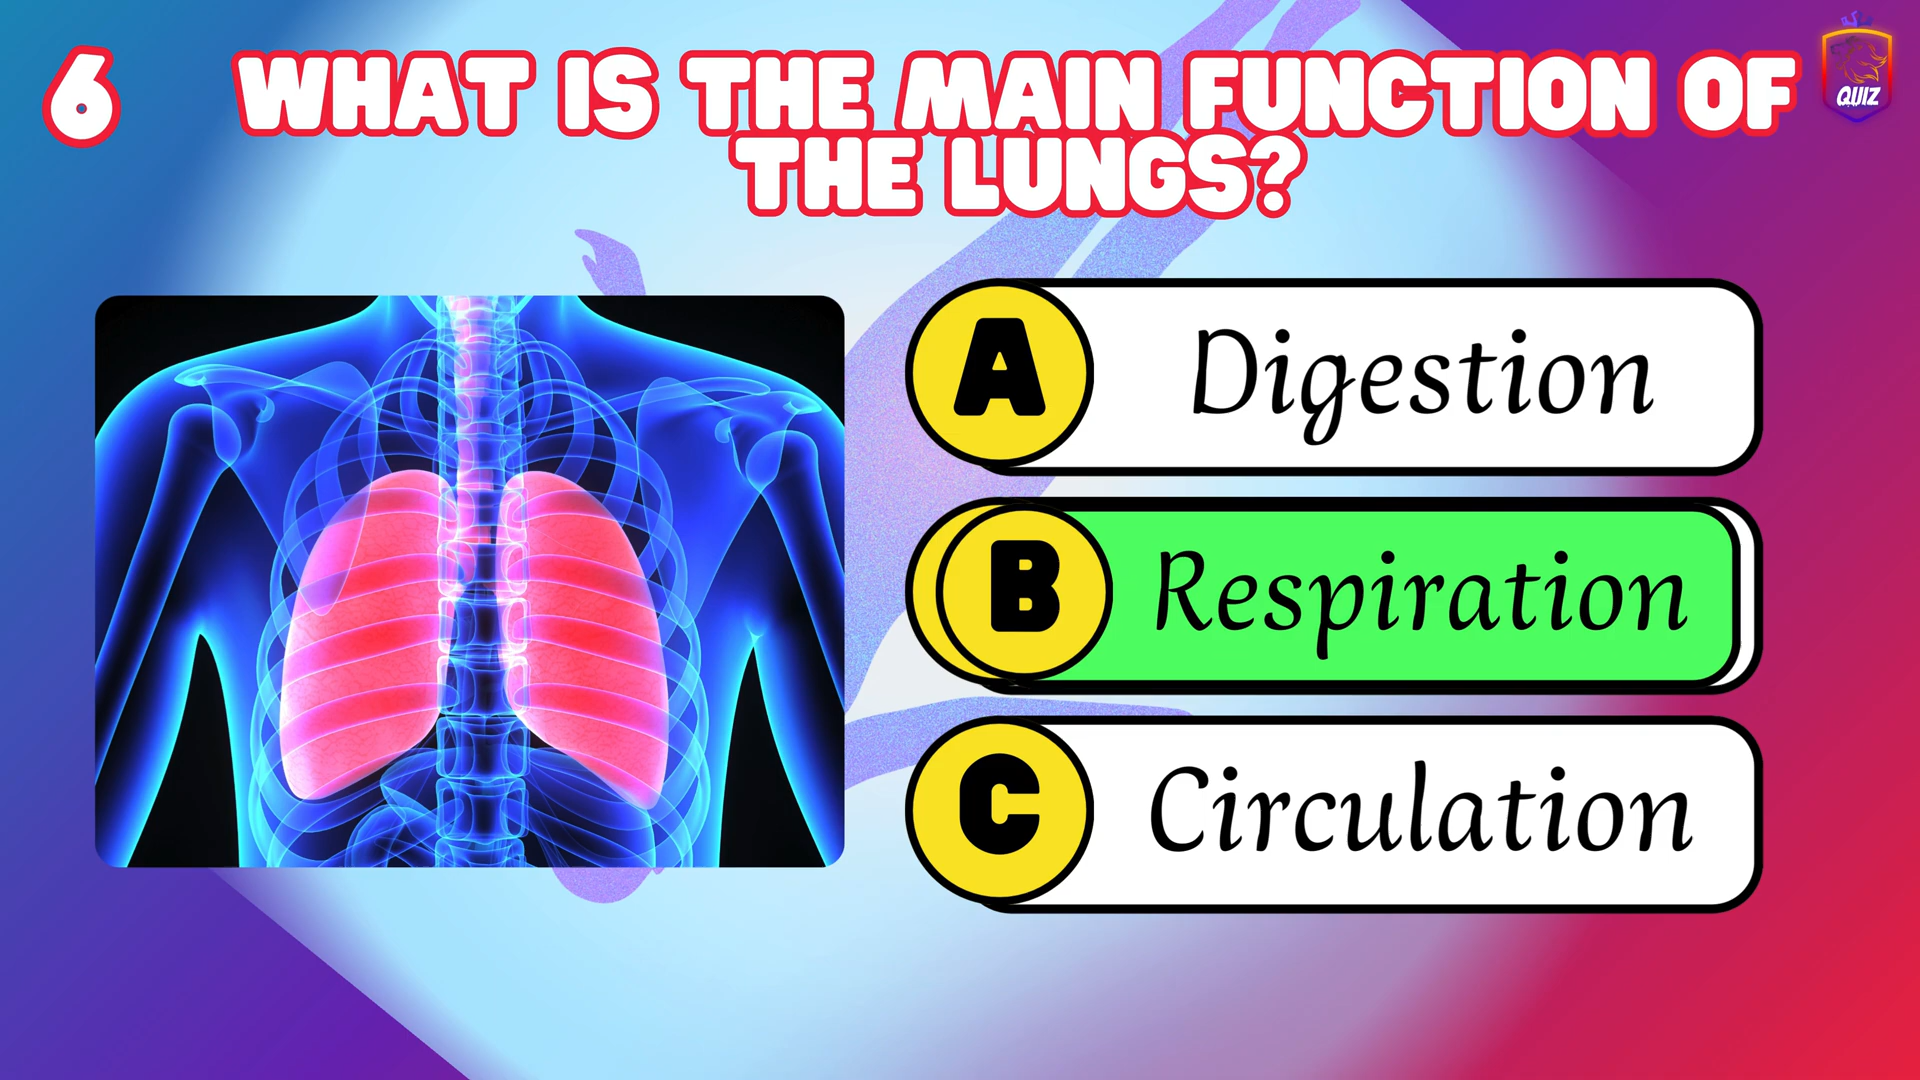 6 WHAT IS THE MAIN FUNCTION OF
THE LUNGS?
QUIZ
A Digestion
B Respiration
C Circulation